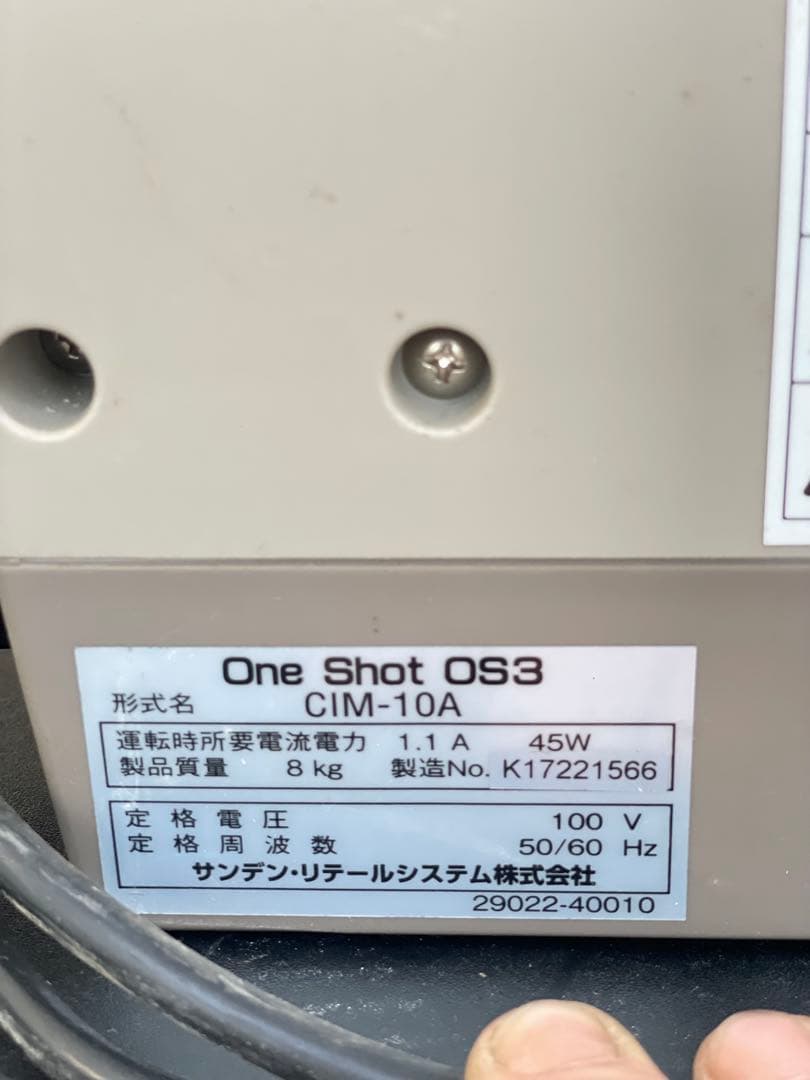 One Shot OS3
形式名 CIM-10A
運転時所要電流電力 1.1 A 45W
製品質量 8 kg 製造No. K17221566
定格電圧 100 V
定格周波数 50/60 Hz
サンデン・リテールシステム株式会社
29022-40010